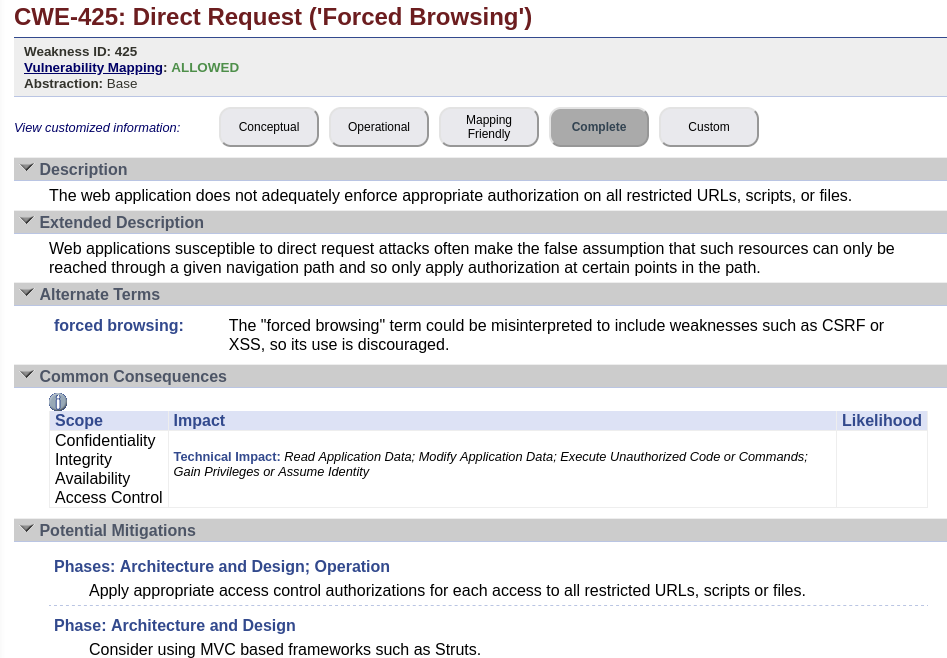 CWE-425: Direct Request ('Forced Browsing')
Weakness ID: 425
Vulnerability Mapping: ALLOWED
Abstraction: Base
View customized information:
Conceptual
Operational
Mapping
Friendly
Complete
Custom
Description
The web application does not adequately enforce appropriate authorization on all restricted URLs, scripts, or files.
Extended Description
Web applications susceptible to direct request attacks often make the false assumption that such resources can only be
reached through a given navigation path and so only apply authorization at certain points in the path.
Alternate Terms
forced browsing: The "forced browsing" term could be misinterpreted to include weaknesses such as CSRF or
XSS, so its use is discouraged.
Common Consequences
Scope Impact Likelihood
Confidentiality
Integrity
Availability
Access Control
Technical Impact: Read Application Data; Modify Application Data; Execute Unauthorized Code or Commands;
Gain Privileges or Assume Identity
Potential Mitigations
Phases: Architecture and Design; Operation
Apply appropriate access control authorizations for each access to all restricted URLs, scripts or files.
Phase: Architecture and Design
Consider using MVC based frameworks such as Struts.